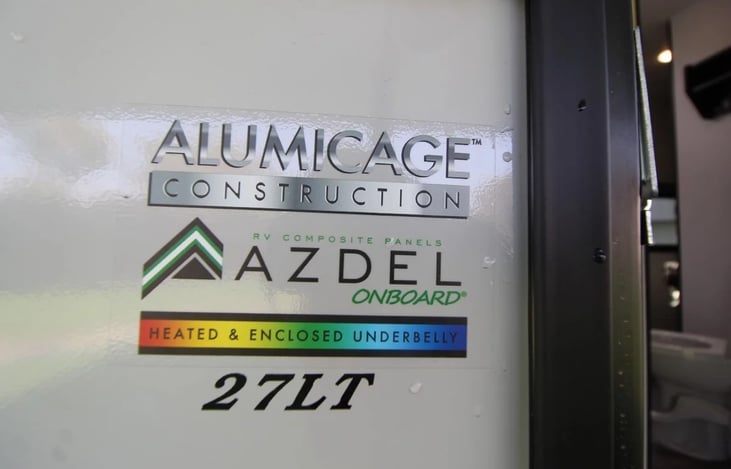 ALUMICAGE™
CONSTRUCTION
RV COMPOSITE PANELS
AZDEL
ONBOARD®
HEATED & ENCLOSED UNDERBELLY
27LT